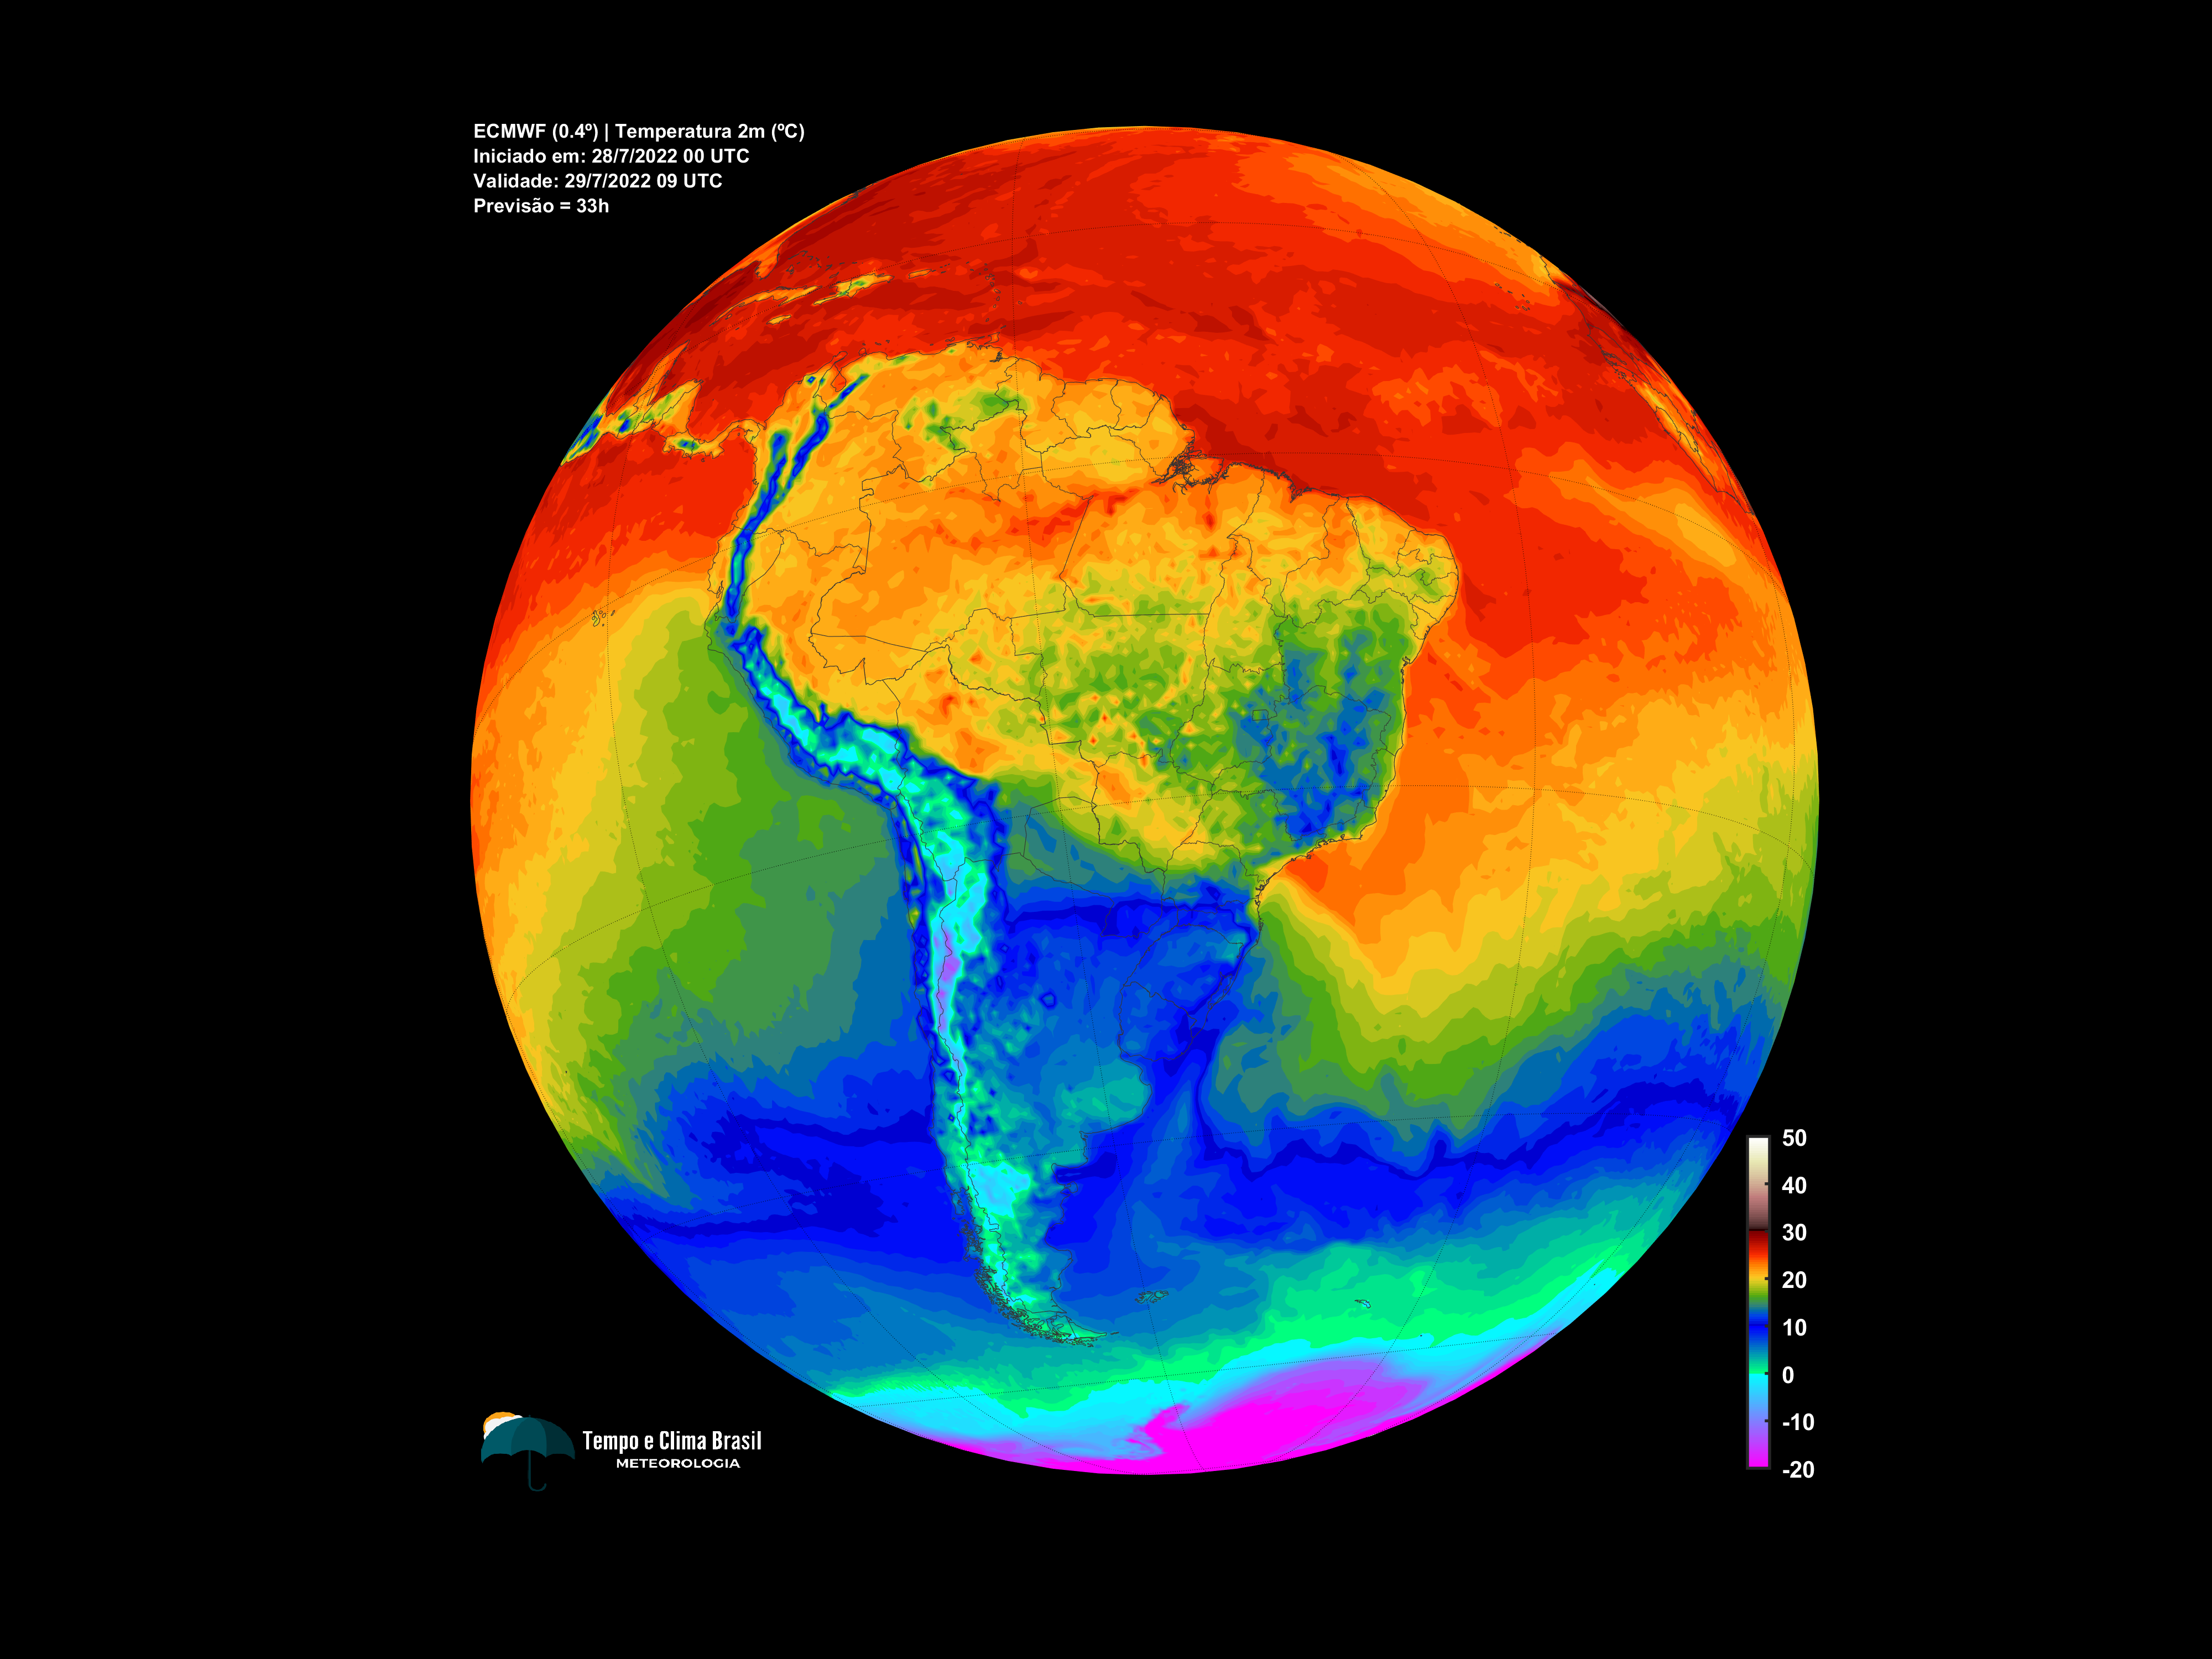 ECMWF (0.4º) | Temperatura 2m (ºC)
Iniciado em: 28/7/2022 00 UTC
Validade: 29/7/2022 09 UTC
Previsão = 33h
50
40
30
20
10
0
-10
-20
Tempo e Clima Brasil
METEOROLOGIA